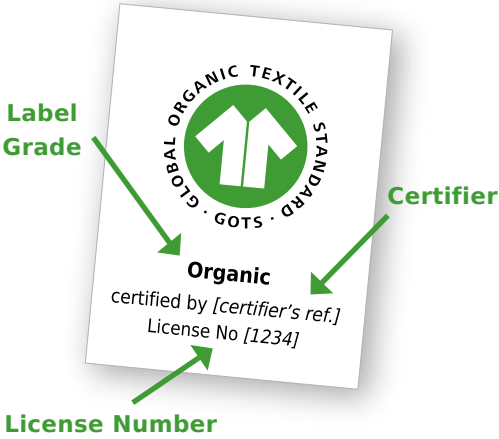 GLOBAL ORGANIC TEXTILE STANDARD
· GOTS ·
Label
Grade
Certifier
Organic
certified by [certifier’s ref.]
License No [1234]
License Number